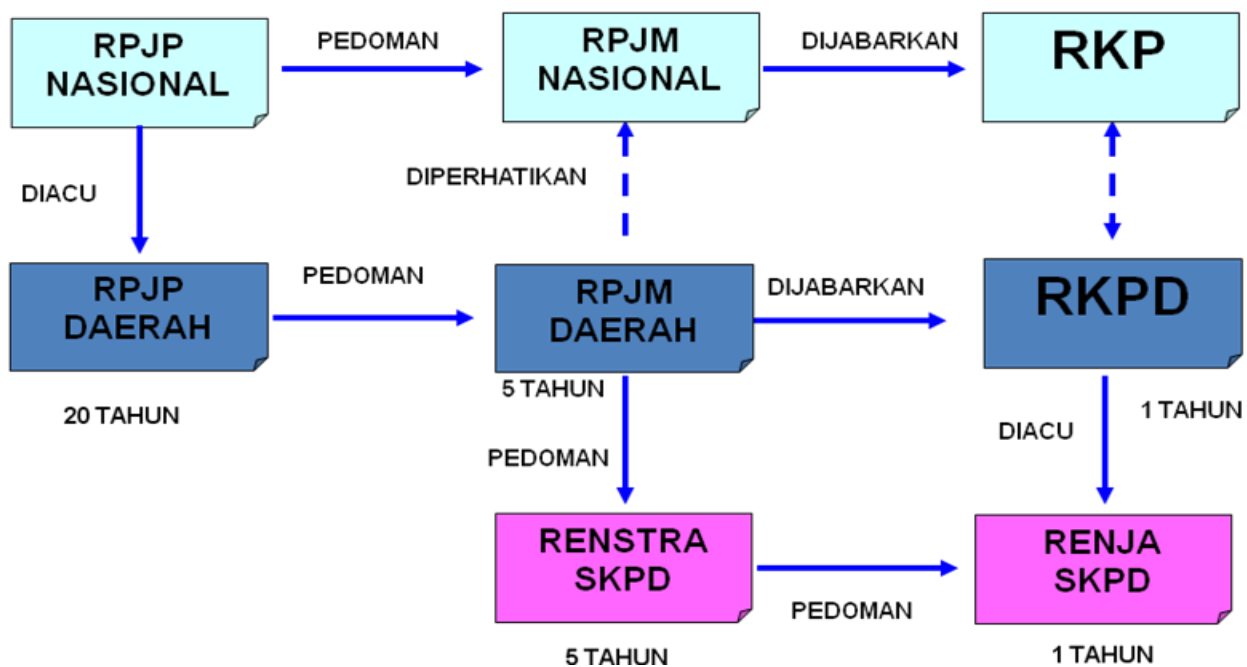 RPJP
NASIONAL
PEDOMAN
RPJM
NASIONAL
DIJABARKAN
RKP
DIACU
DIPERHATIKAN
RPJP
DAERAH
PEDOMAN
RPJM
DAERAH
DIJABARKAN
RKPD
20 TAHUN
5 TAHUN
1 TAHUN
DIACU
PEDOMAN
RENSTRA
SKPD
PEDOMAN
RENJA
SKPD
5 TAHUN
1 TAHUN